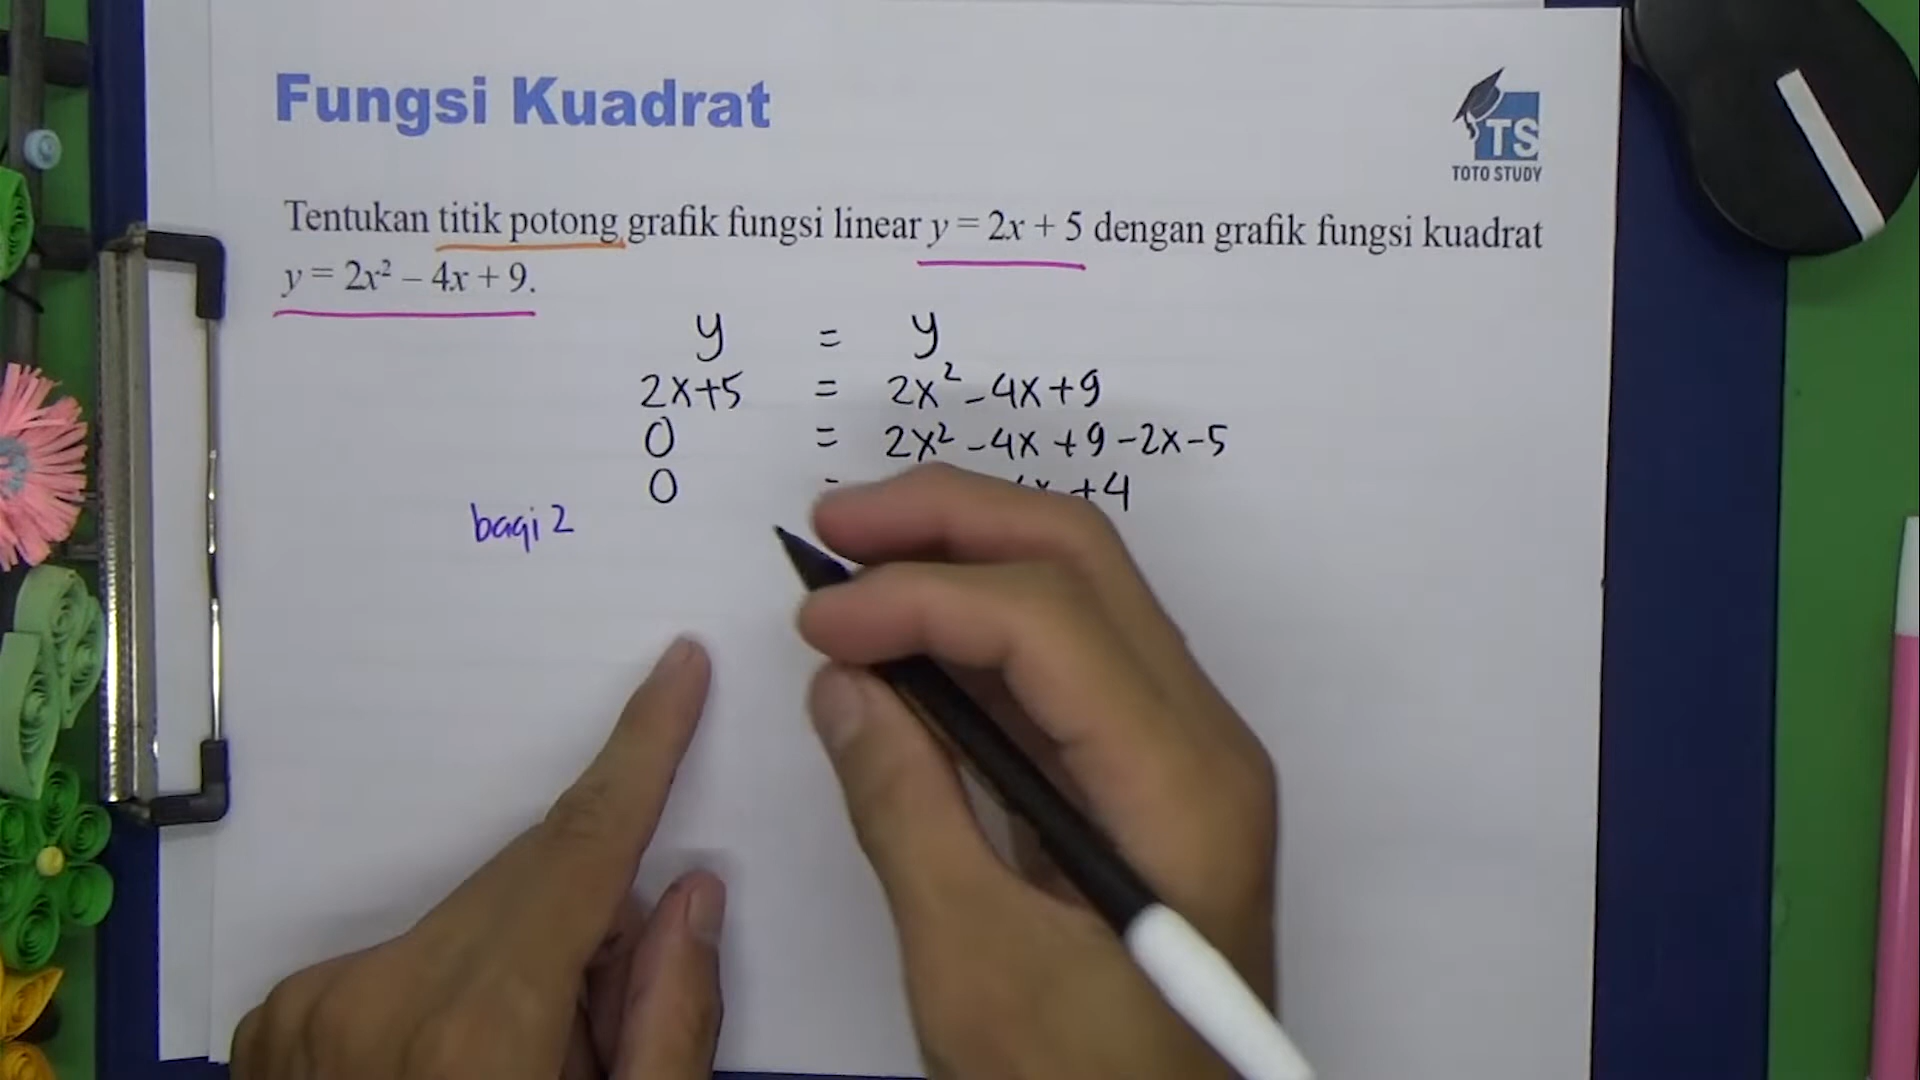 Fungsi Kuadrat
TS
TOTO STUDY
Tentukan titik potong grafik fungsi linear y = 2x + 5 dengan grafik fungsi kuadrat
y = 2x² – 4x + 9.
y = y
2x+5 = 2x² -4x+9
0 = 2x² -4x +9 -2x-5
0 = +4
bagi 2